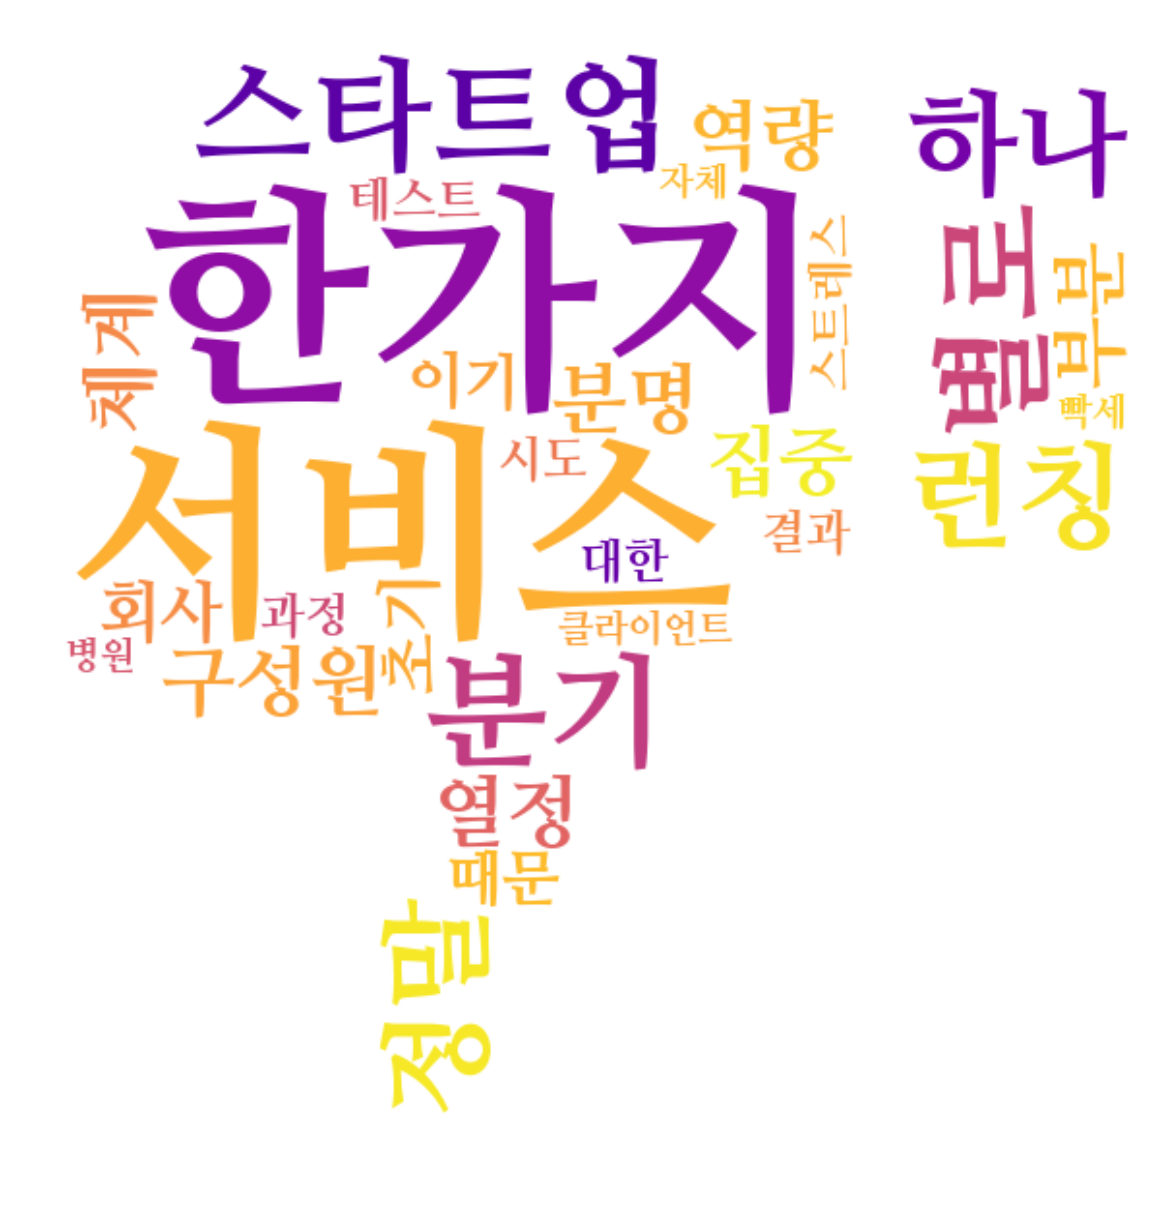 스타트업
역량
하나
테스트
자체
한가지
스트레스
별로
부분
체계
이기
분명
빡세
서비스
시도
집중
런칭
결과
대한
회사
과정
초기
클라이언트
병원
구성원
분기
열정
때문
정말